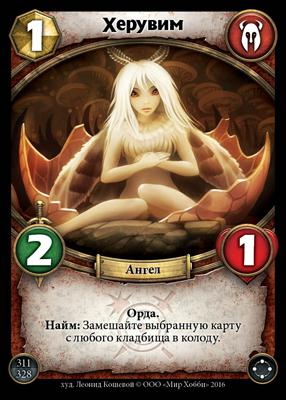 1
Херувим
2
1
Ангел
Орда.
Найм: Замешайте выбранную карту
с любого кладбища в колоду.
311
328
худ. Леонид Кошевой © ООО «Мир Хобби» 2016